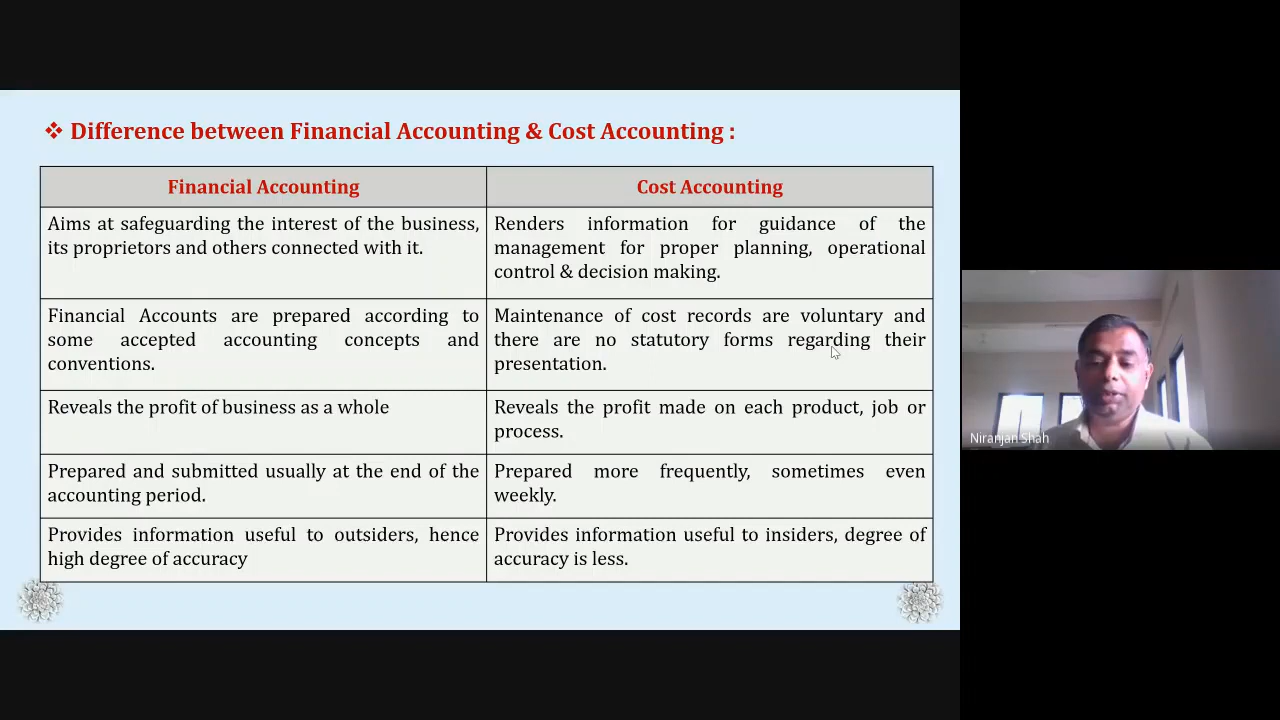 ❖ Difference between Financial Accounting & Cost Accounting :
Financial Accounting
Cost Accounting
Aims at safeguarding the interest of the business,
its proprietors and others connected with it.
Renders information for guidance of the
management for proper planning, operational
control & decision making.
Financial Accounts are prepared according to
some accepted accounting concepts and
conventions.
Maintenance of cost records are voluntary and
there are no statutory forms regarding their
presentation.
Reveals the profit of business as a whole
Reveals the profit made on each product, job or
process.
Prepared and submitted usually at the end of the
accounting period.
Prepared more frequently, sometimes even
weekly.
Provides information useful to outsiders, hence
high degree of accuracy
Provides information useful to insiders, degree of
accuracy is less.
Niranjan Shah